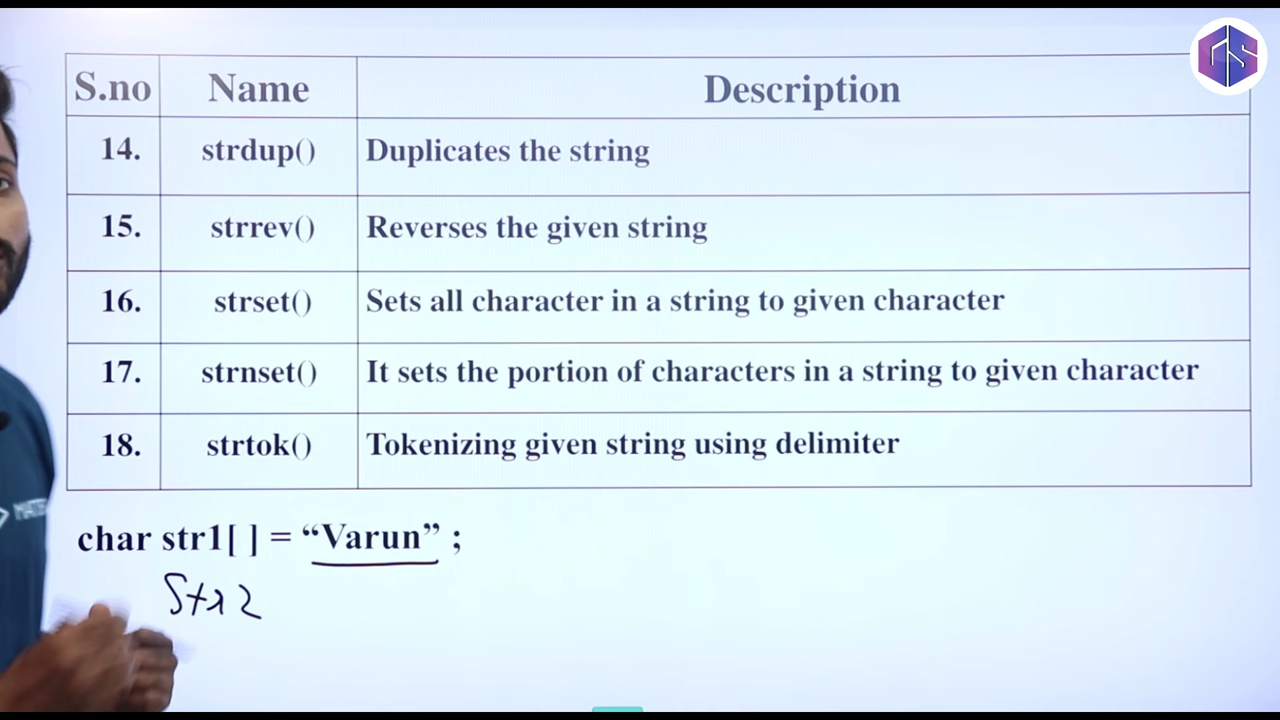 S.no Name Description
14. strdup() Duplicates the string
15. strrev() Reverses the given string
16. strset() Sets all character in a string to given character
17. strnset() It sets the portion of characters in a string to given character
18. strtok() Tokenizing given string using delimiter
char str1[ ] = “Varun” ;
Str2